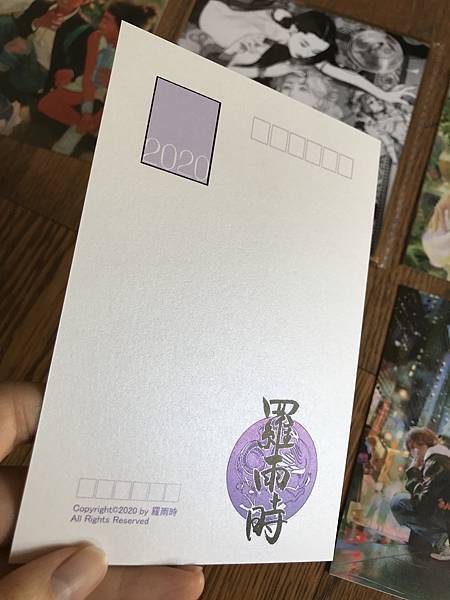 2020
羅雨時
Copyright©2020 by 羅雨時
All Rights Reserved